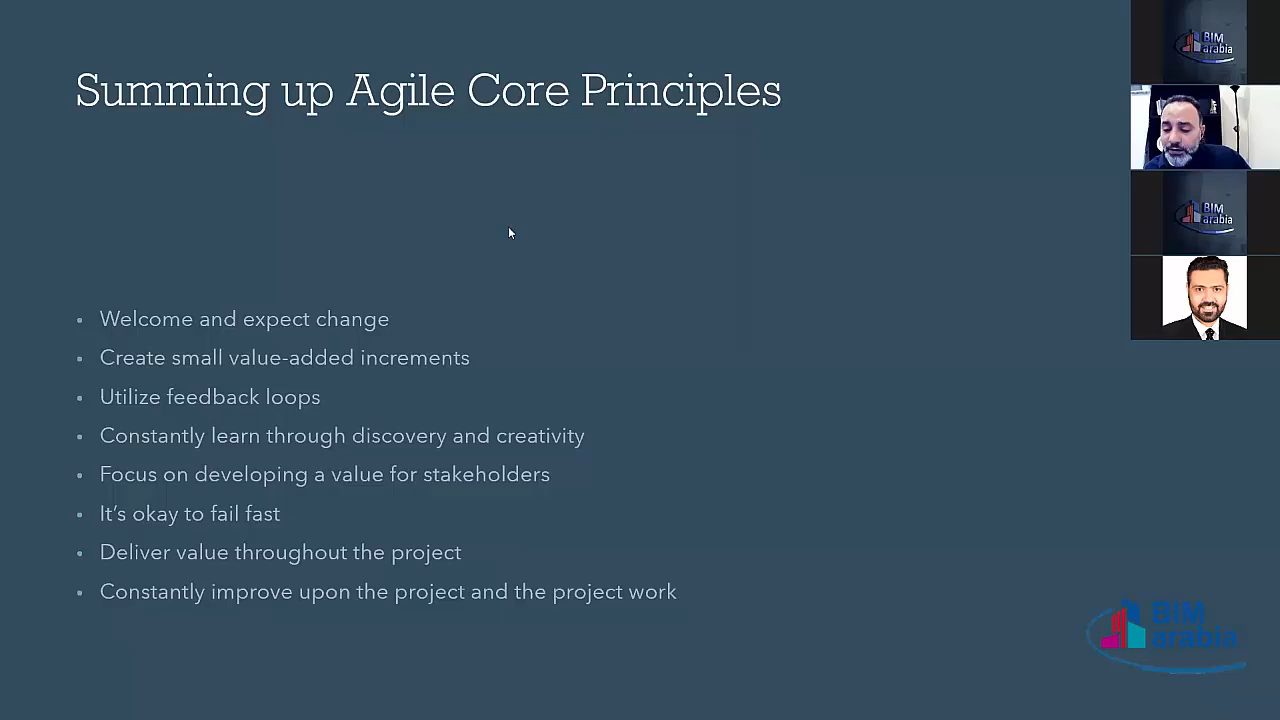 Summing up Agile Core Principles
Welcome and expect change
Create small value-added increments
Utilize feedback loops
Constantly learn through discovery and creativity
Focus on developing a value for stakeholders
It's okay to fail fast
Deliver value throughout the project
Constantly improve upon the project and the project work
BIM
arabia
BIM
arabia
BIM
arabia